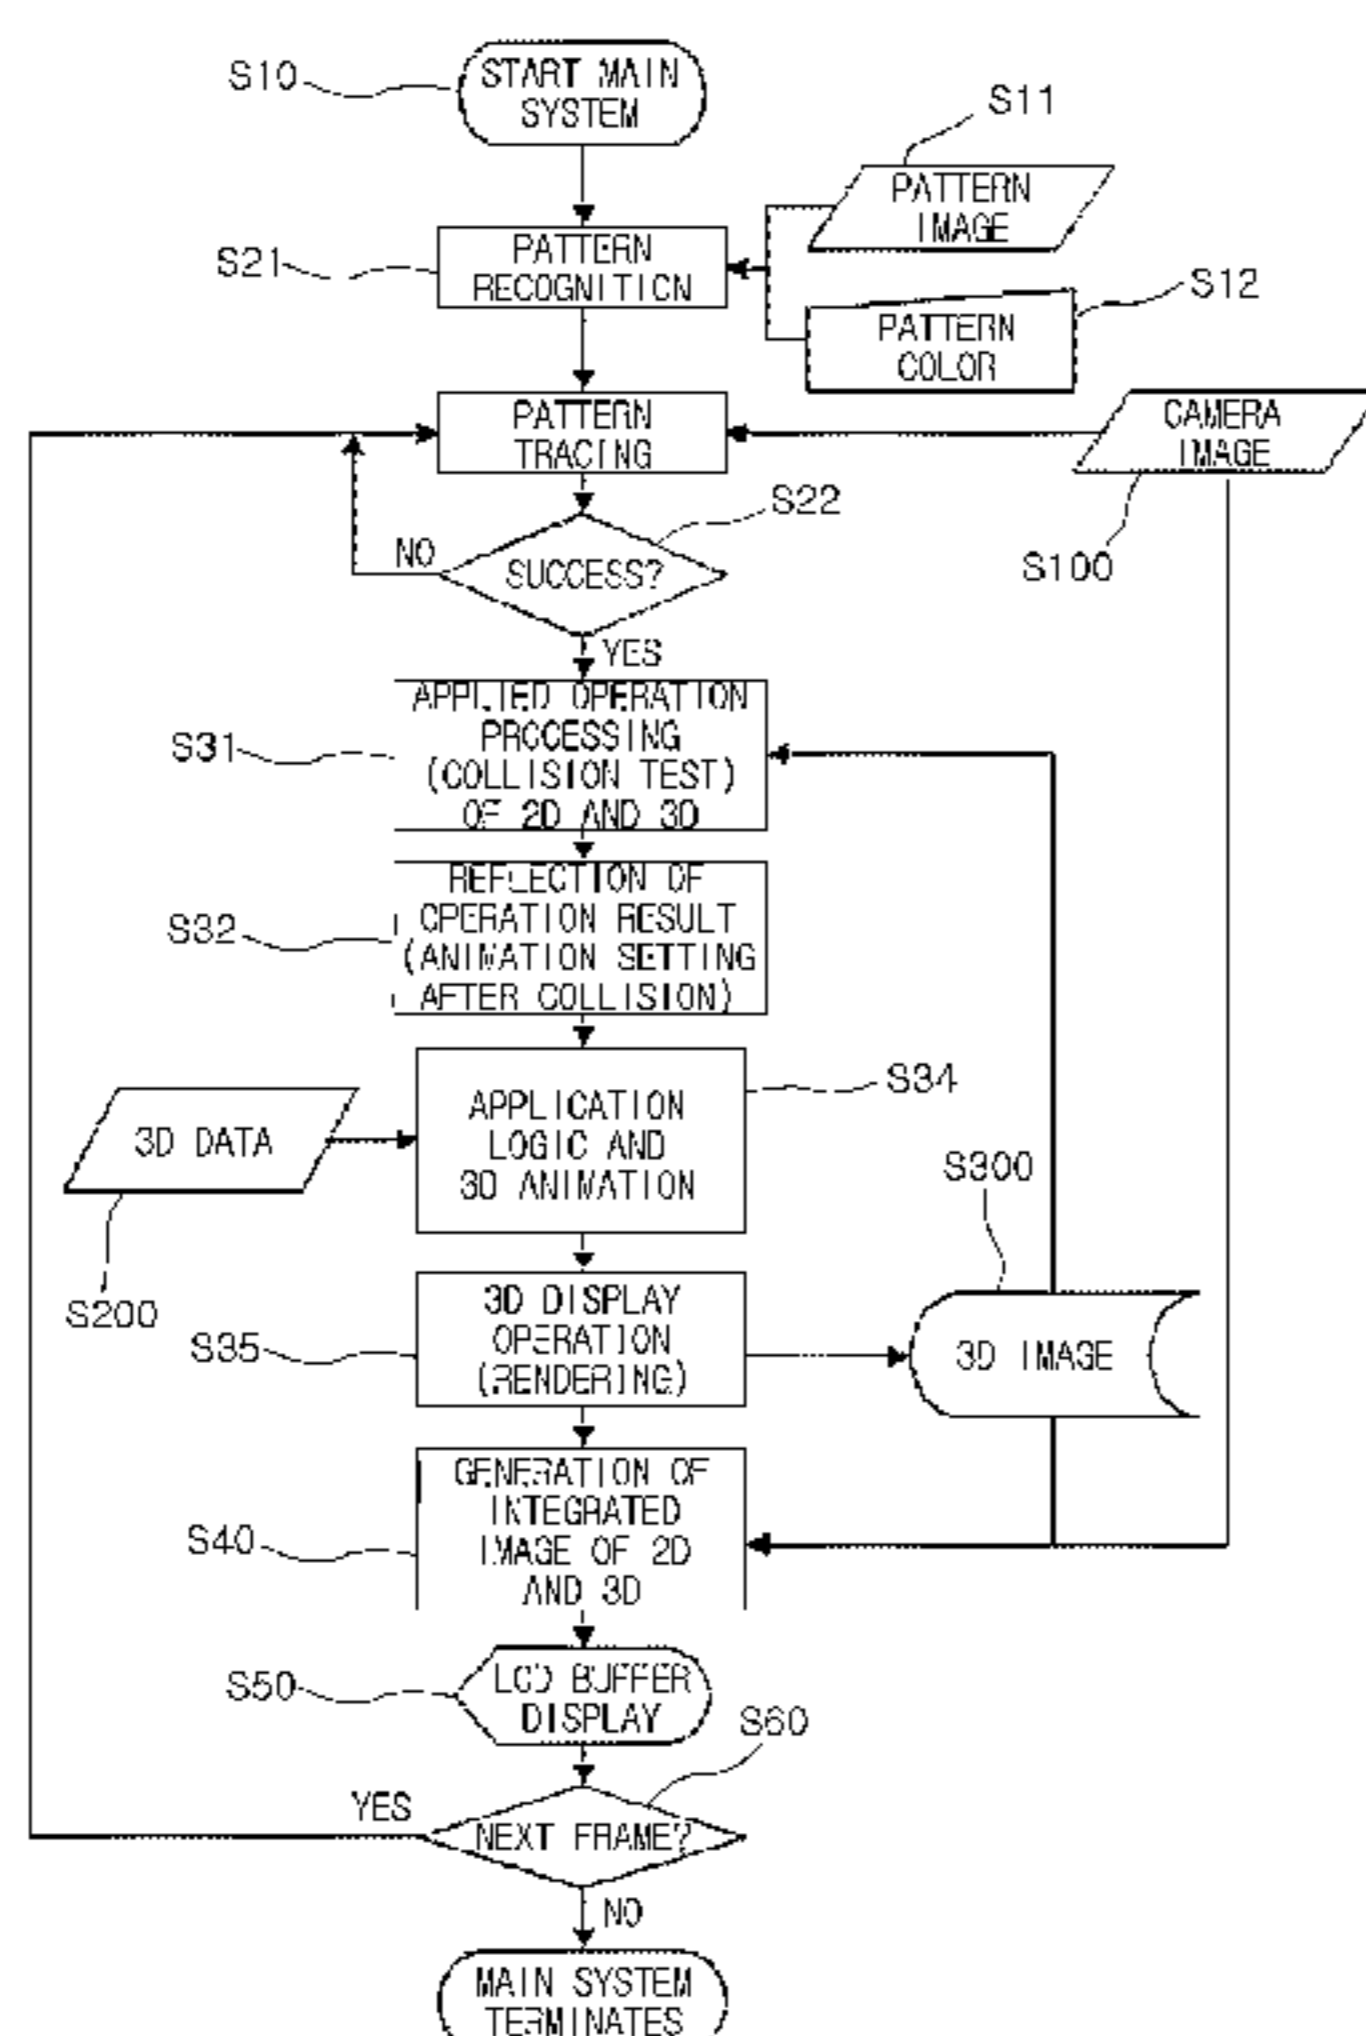 S10
START MAIN
SYSTEM
S11
PATTERN
IMAGE
S21
PATTERN
RECOGNITION
S12
PATTERN
COLOR
PATTERN
TRACING
CAMERA
IMAGE
S22
S100
NO
SUCCESS?
YES
S31
APPLIED OPERATION
PROCESSING
(COLLISION TEST)
OF 2D AND 3D
S32
REFLECTION OF
OPERATION RESULT
(ANIMATION SETTING
AFTER COLLISION)
S34
3D DATA
APPLICATION
LOGIC AND
3D ANIMATION
S200
S300
S35
3D DISPLAY
OPERATION
(RENDERING)
3D IMAGE
S40
GENERATION OF
INTEGRATED
IMAGE OF 2D
AND 3D
S50
LCD BUFFER
DISPLAY
S60
YES
NEXT FRAME?
NO
MAIN SYSTEM
TERMINATES